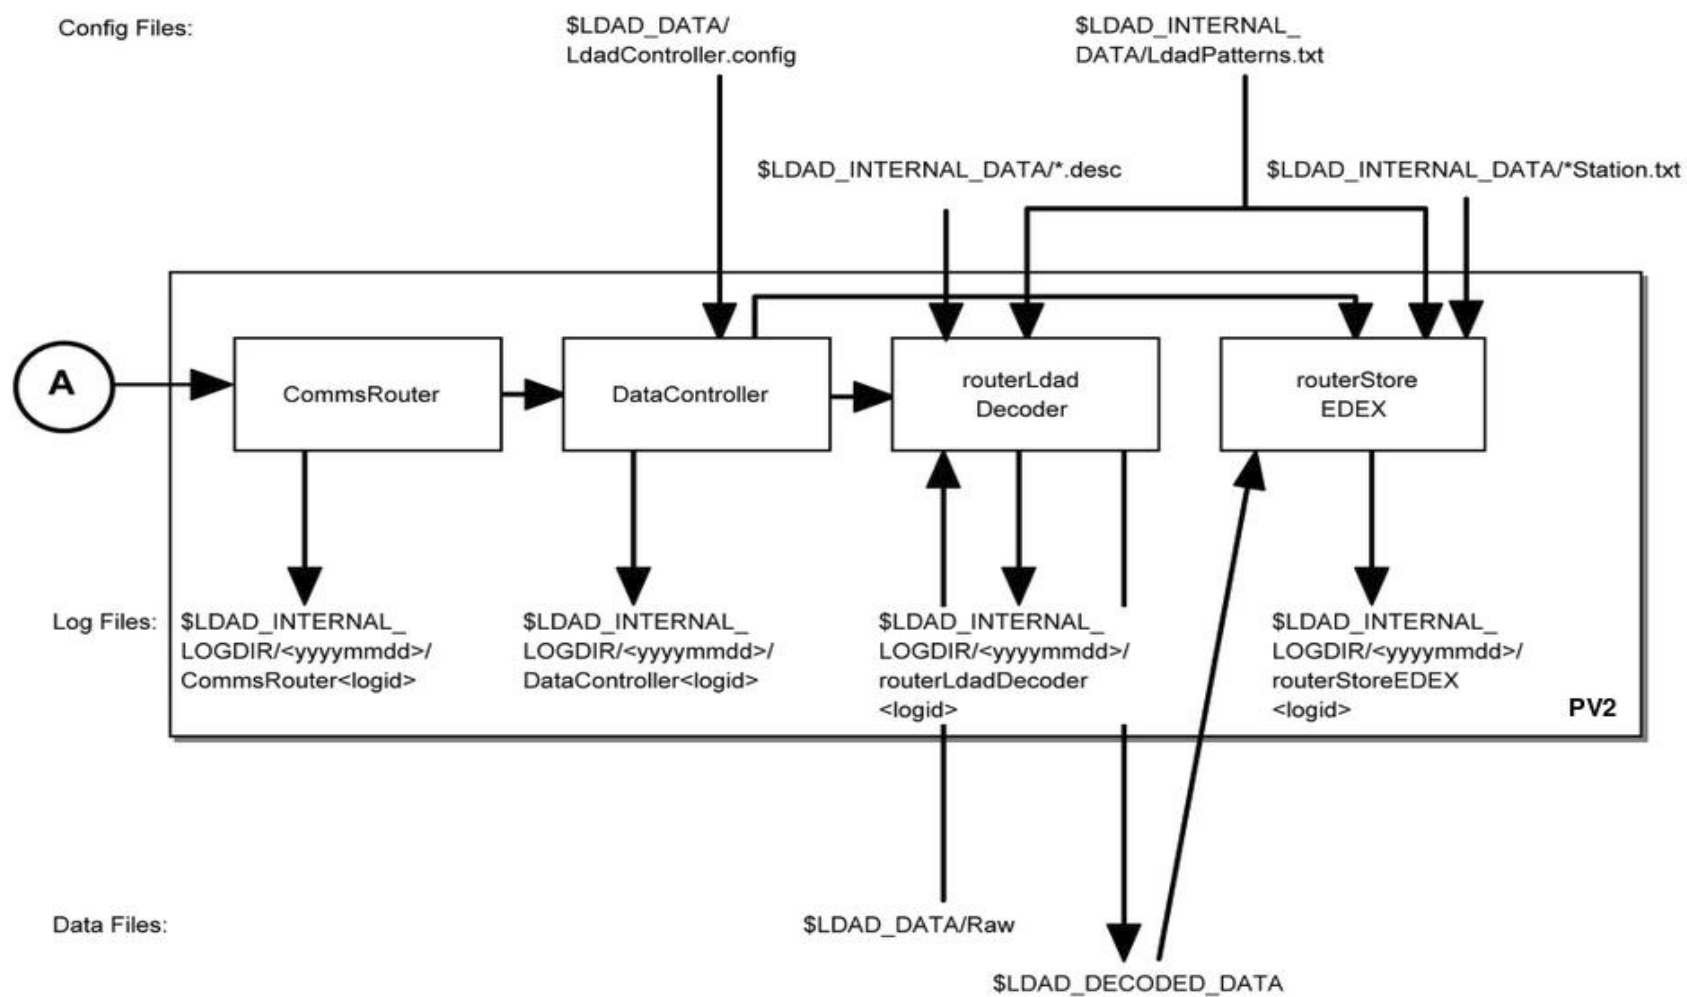 Config Files:
$LDAD_DATA/
LdadController.config
$LDAD_INTERNAL_
DATA/LdadPatterns.txt
$LDAD_INTERNAL_DATA/*.desc
$LDAD_INTERNAL_DATA/*Station.txt
A
CommsRouter
DataController
routerLdad
Decoder
routerStore
EDEX
Log Files:
$LDAD_INTERNAL_
LOGDIR/<yyyymmdd>/
CommsRouter<logid>
$LDAD_INTERNAL_
LOGDIR/<yyyymmdd>/
DataController<logid>
$LDAD_INTERNAL_
LOGDIR/<yyyymmdd>/
routerLdadDecoder
<logid>
$LDAD_INTERNAL_
LOGDIR/<yyyymmdd>/
routerStoreEDEX
<logid>
PV2
Data Files:
$LDAD_DATA/Raw
$LDAD_DECODED_DATA